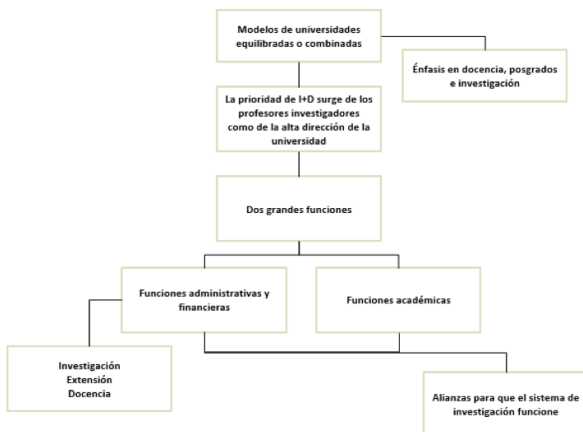 Modelos de universidades
equilibradas o combinadas
Énfasis en docencia, posgrados
e investigación
La prioridad de I+D surge de los
profesores investigadores
como de la alta dirección de la
universidad
Dos grandes funciones
Funciones administrativas y
financieras
Funciones académicas
Investigación
Extensión
Docencia
Alianzas para que el sistema de
investigación funcione